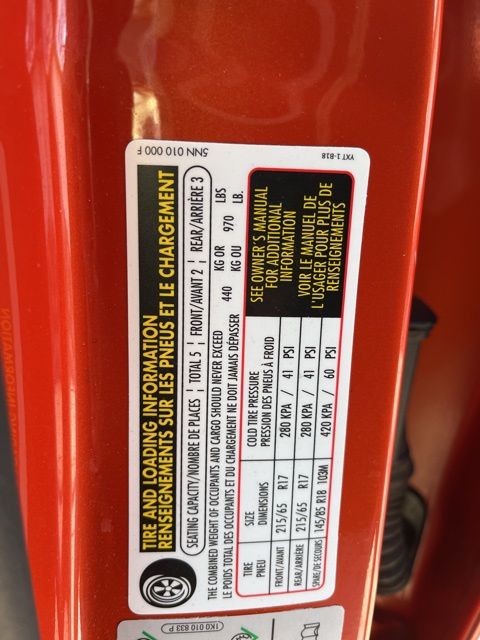 5NN 010 000 F
YXT 1-818
TIRE AND LOADING INFORMATION
RENSEIGNEMENTS SUR LES PNEUS ET LE CHARGEMENT
SEATING CAPACITY/NOMBRE DE PLACES ¦ TOTAL 5 ¦ FRONT/AVANT 2 ¦ REAR/ARRIÈRE 3
THE COMBINED WEIGHT OF OCCUPANTS AND CARGO SHOULD NEVER EXCEED
LE POIDS TOTAL DES OCCUPANTS ET DU CHARGEMENT NE DOIT JAMAIS DÉPASSER
440 KG OR KG OU 970 LBS LB.
TIRE PNEU
SIZE DIMENSIONS
COLD TIRE PRESSURE
PRESSION DES PNEUS À FROID
FRONT/AVANT 215/65 R17 280 KPA / 41 PSI
REAR/ARRIÈRE 215/65 R17 280 KPA / 41 PSI
SPARE/DE SECOURS 145/85 R18 103M 420 KPA / 60 PSI
SEE OWNER'S MANUAL
FOR ADDITIONAL
INFORMATION
VOIR LE MANUEL DE
L'USAGER POUR PLUS DE
RENSEIGNEMENTS
1K0 010 833 P